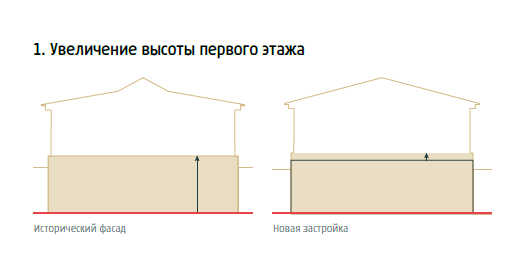 1. Увеличение высоты первого этажа
Исторический фасад
Новая застройка